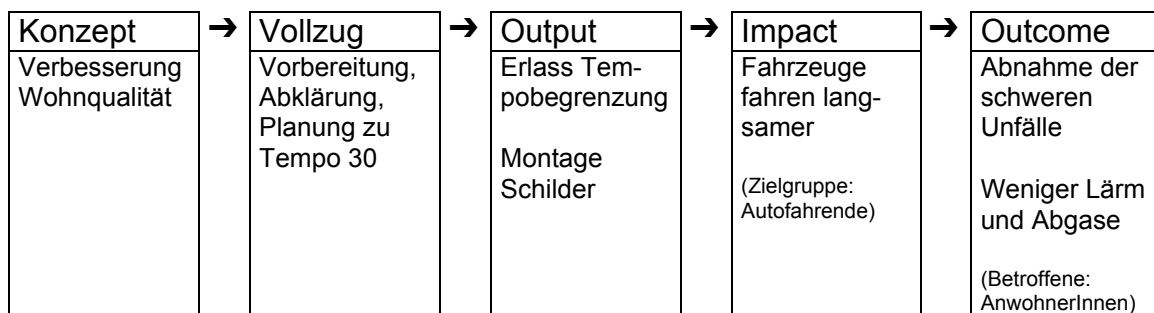 Konzept ➔ Vollzug ➔ Output ➔ Impact ➔ Outcome
Verbesserung
Wohnqualität
Vorbereitung,
Abklärung,
Planung zu
Tempo 30
Erlass Tem-
pobegrenzung
Montage
Schilder
Fahrzeuge
fahren lang-
samer
(Zielgruppe:
Autofahrende)
Abnahme der
schweren
Unfälle
Weniger Lärm
und Abgase
(Betroffene:
AnwohnerInnen)